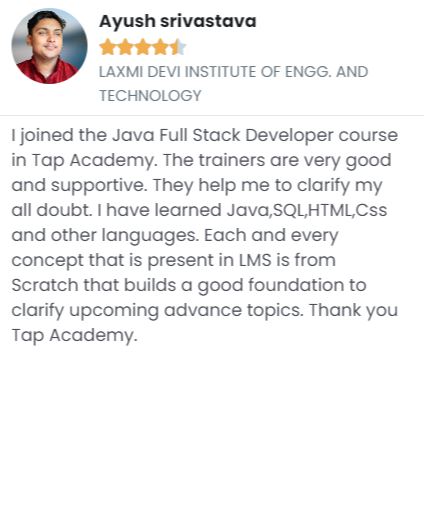 Ayush srivastava
LAXMI DEVI INSTITUTE OF ENGG. AND
TECHNOLOGY
I joined the Java Full Stack Developer course
in Tap Academy. The trainers are very good
and supportive. They help me to clarify my
all doubt. I have learned Java,SQL,HTML,Css
and other languages. Each and every
concept that is present in LMS is from
Scratch that builds a good foundation to
clarify upcoming advance topics. Thank you
Tap Academy.